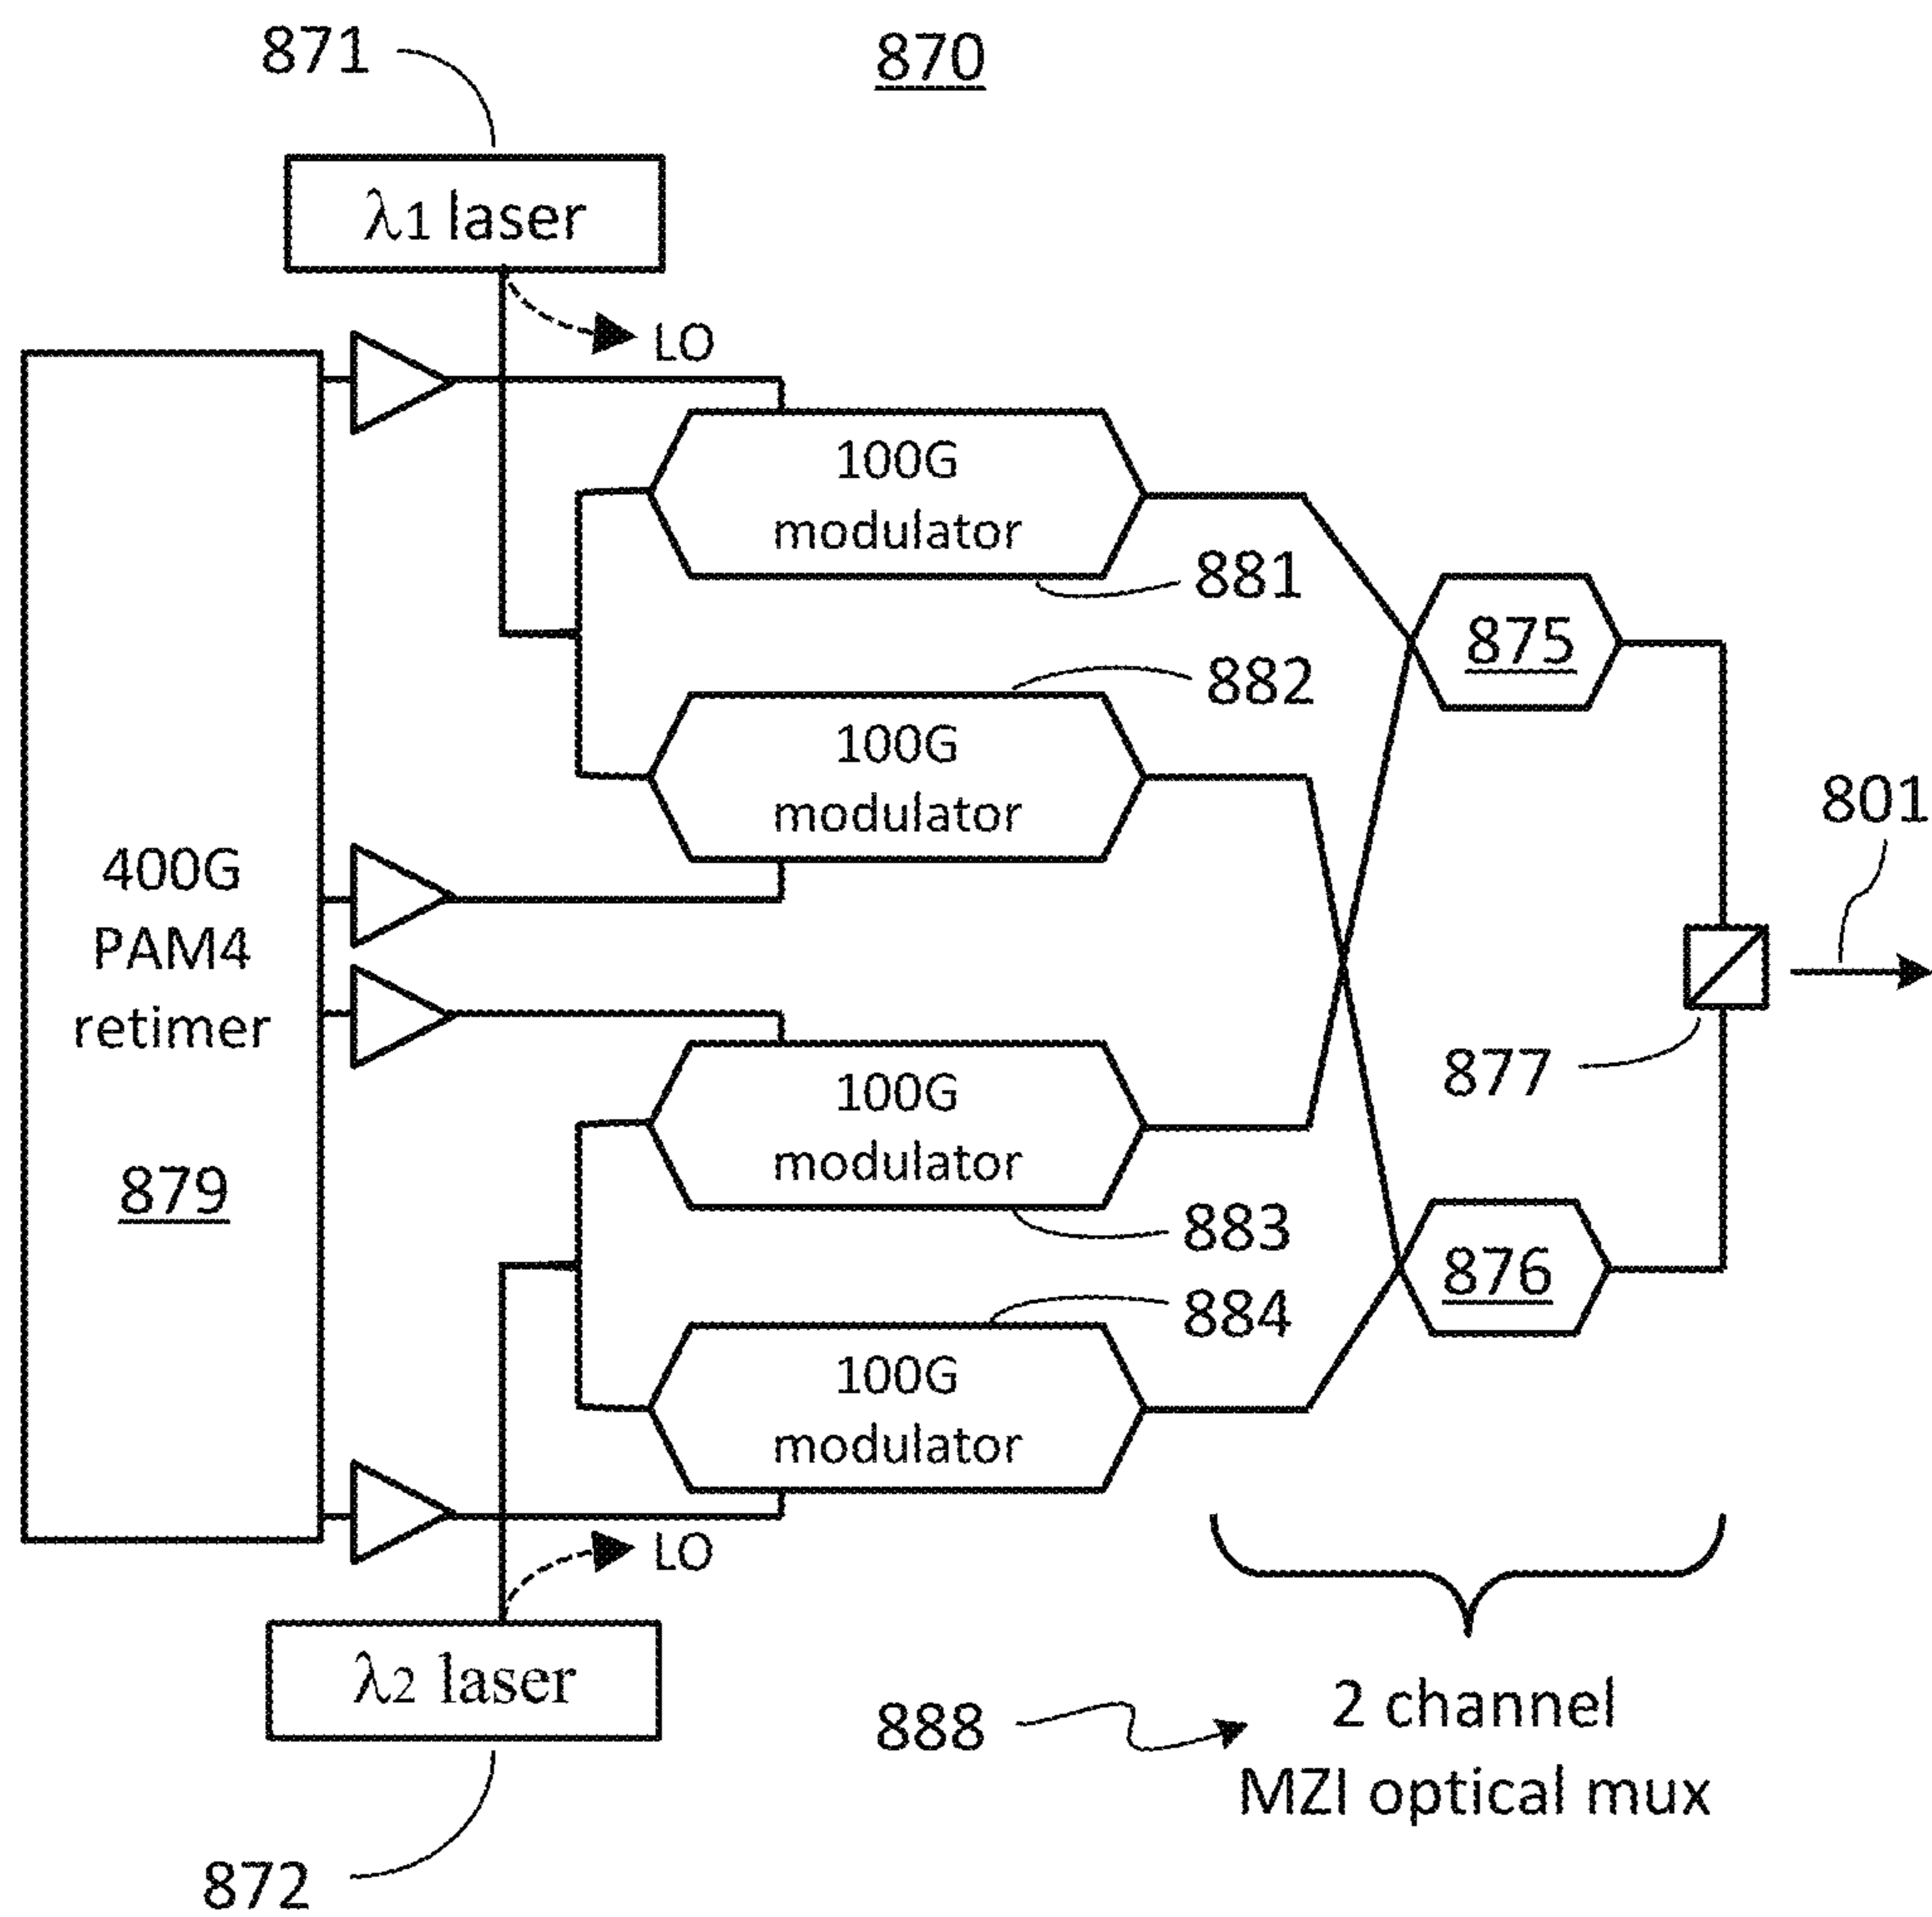 871
870
λ1 laser
LO
100G
modulator
881
875
882
100G
modulator
801
400G
PAM4
retimer
877
100G
modulator
879
883
876
884
100G
modulator
LO
λ2 laser
888
2 channel
MZI optical mux
872